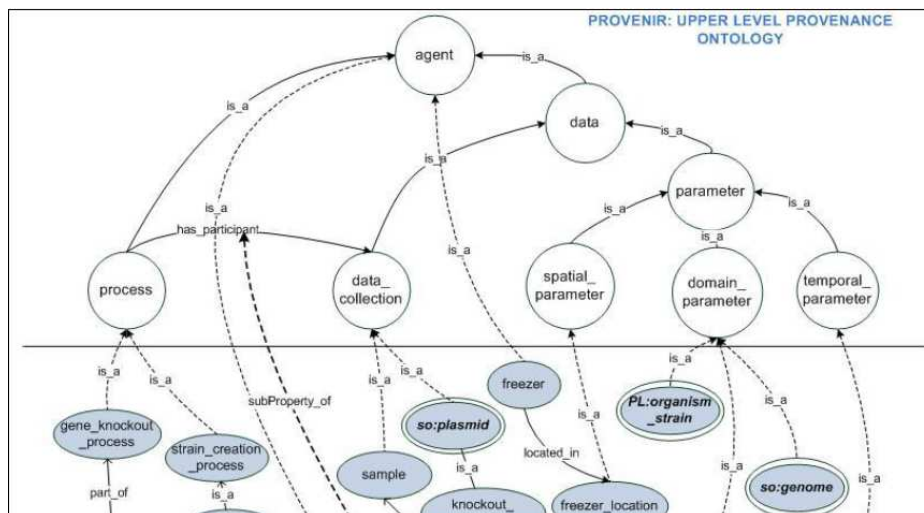 PROVENIR: UPPER LEVEL PROVENANCE
ONTOLOGY
agent
is_a
data
is_a
is_a
is_a
parameter
is_a
is_a
is_a
has_participant
is_a
is_a
process
data_
collection
spatial_
parameter
domain_
parameter
temporal_
parameter
is_a
is_a
is_a
is_a
freezer
is_a
PL:organism
_strain
is_a
gene_knockout
_process
subProperty_of
so:plasmid
is_a
strain_creation
_process
located_in
sample
is_a
is_a
so:genome
is_a
part_of
is_a
knockout_
freezer_location